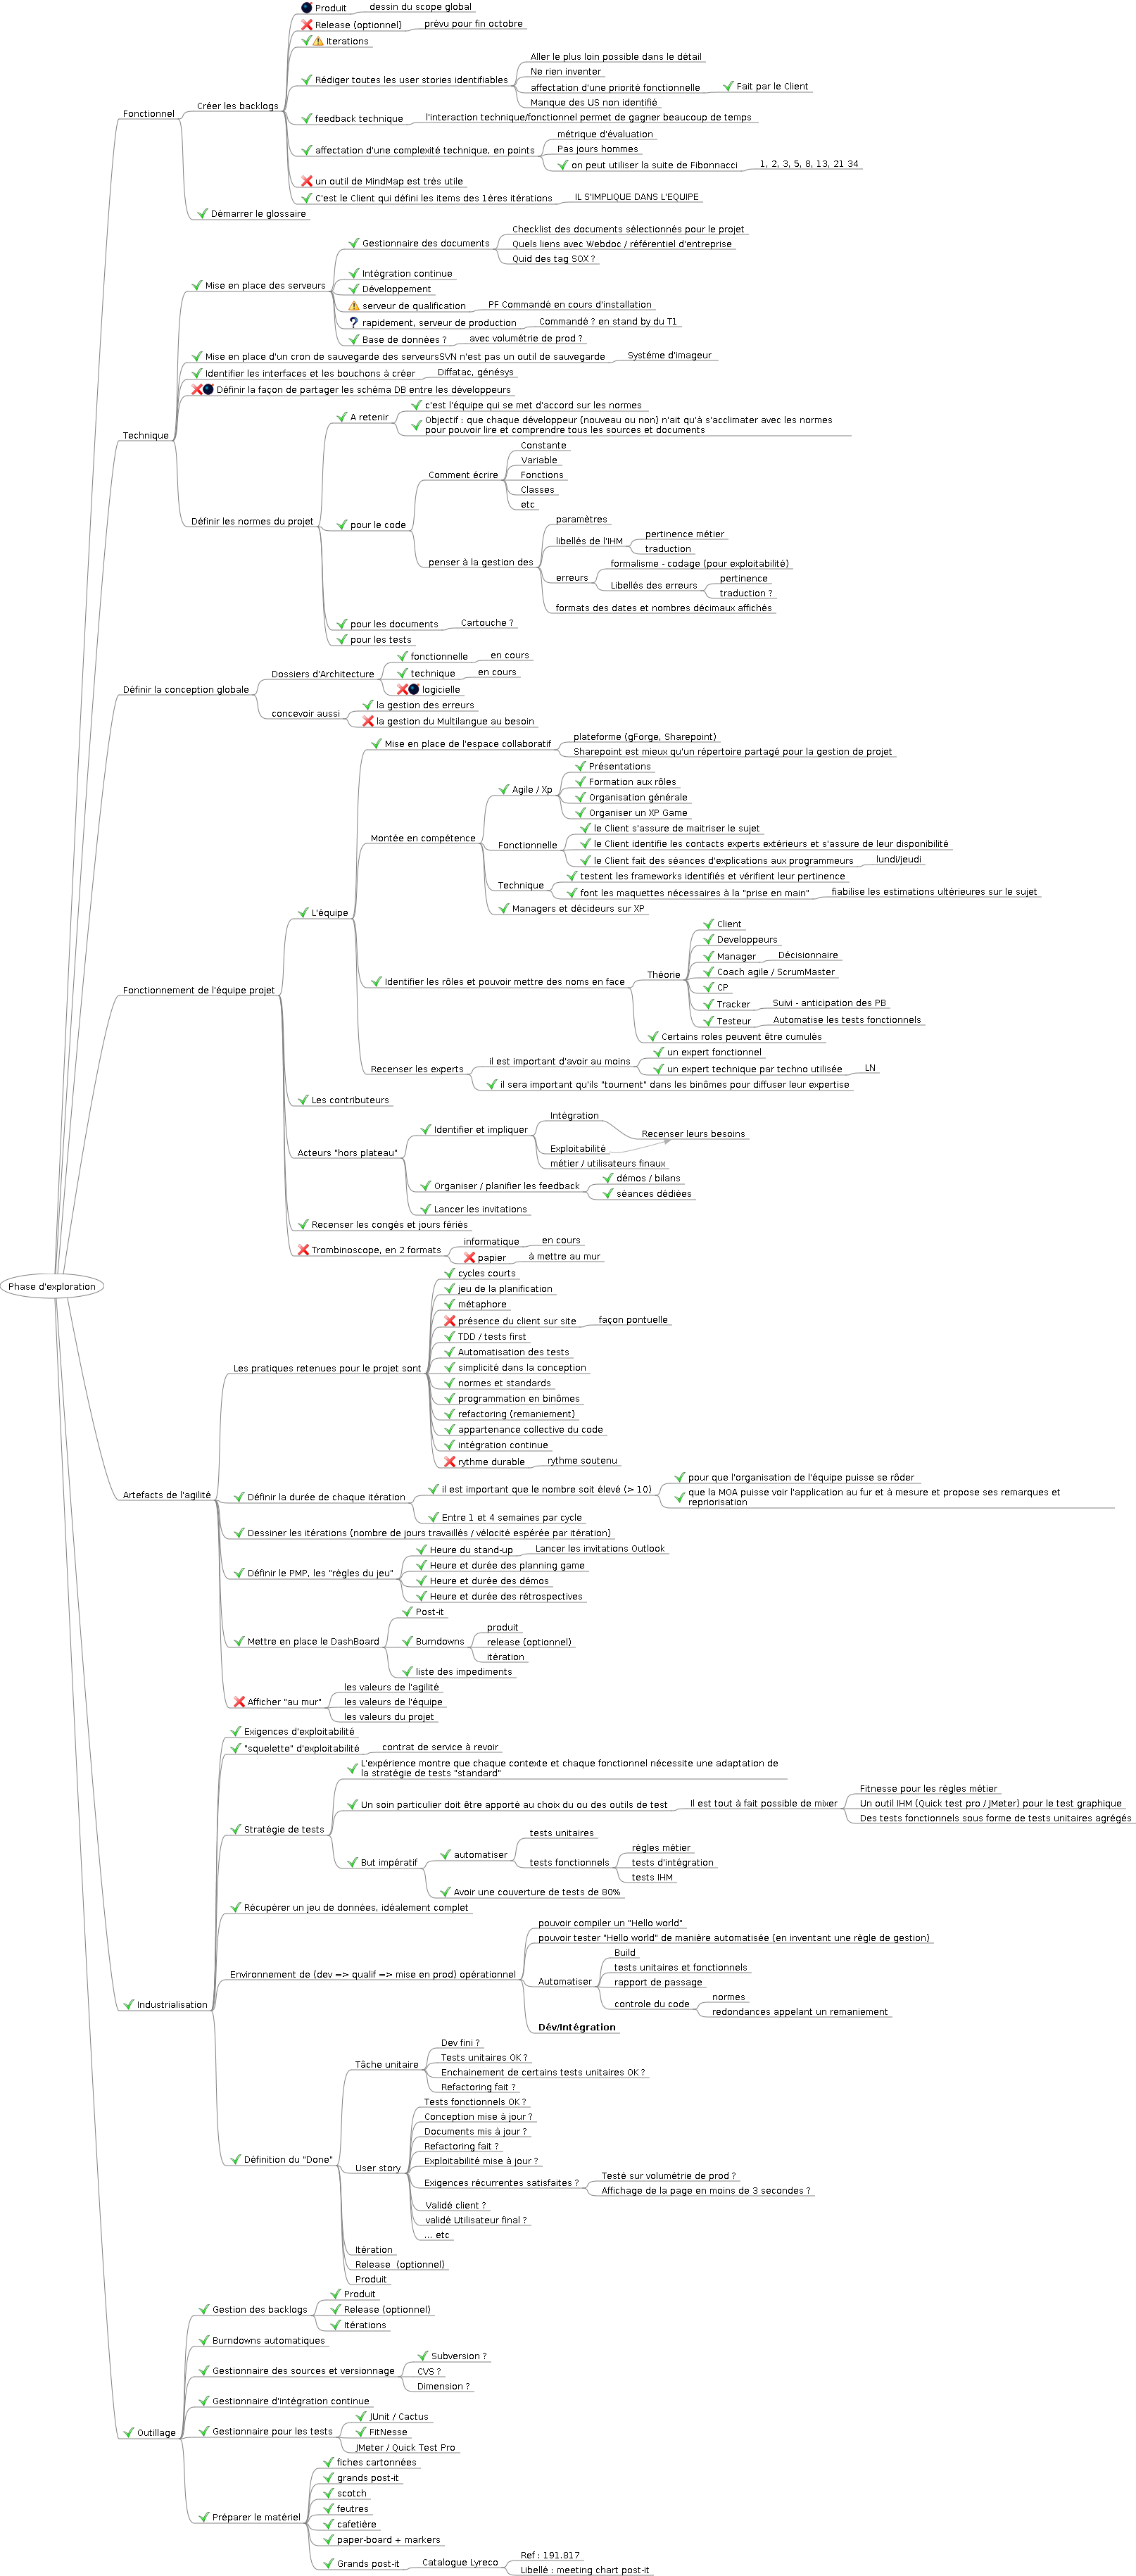 Produit
dessin du scope global
Release (optionnel)
prévu pour fin octobre
Iterations
Aller le plus loin possible dans le détail
Rédiger toutes les user stories identifiables
Ne rien inventer
affectation d'une priorité fonctionnelle
Fait par le Client
Manque des US non identifié
Créer les backlogs
Fonctionnel
feedback technique
l'interaction technique/fonctionnel permet de gagner beaucoup de temps
métrique d'évaluation
affectation d'une complexité technique, en points
Pas jours hommes
on peut utiliser la suite de Fibonnacci
1, 2, 3, 5, 8, 13, 21 34
un outil de MindMap est très utile
C'est le Client qui défini les items des 1ères itérations
IL S'IMPLIQUE DANS L'EQUIPE
Démarrer le glossaire
Checklist des documents sélectionnés pour le projet
Gestionnaire des documents
Quels liens avec Webdoc / référentiel d'entreprise
Quid des tag SOX ?
Intégration continue
Mise en place des serveurs
Développement
serveur de qualification
PF Commandé en cours d'installation
rapidement, serveur de production
Commandé ? en stand by du T1
Base de données ?
avec volumétrie de prod ?
Mise en place d'un cron de sauvegarde des serveursSVN n'est pas un outil de sauvegarde
Systéme d'imageur
Identifier les interfaces et les bouchons à créer
Diffatac, génésys
Définir la façon de partager les schéma DB entre les développeurs
Technique
A retenir
c'est l'équipe qui se met d'accord sur les normes
Objectif : que chaque développeur (nouveau ou non) n'ait qu'à s'acclimater avec les normes
pour pouvoir lire et comprendre tous les sources et documents
Définir les normes du projet
pour le code
Comment écrire
Constante
Variable
Fonctions
Classes
etc
penser à la gestion des
paramètres
libellés de l'IHM
pertinence métier
traduction
erreurs
formalisme - codage (pour exploitabilité)
Libellés des erreurs
pertinence
traduction ?
formats des dates et nombres décimaux affichés
pour les documents
Cartouche ?
pour les tests
Définir la conception globale
Dossiers d'Architecture
fonctionnelle
en cours
technique
en cours
logicielle
concevoir aussi
la gestion des erreurs
la gestion du Multilangue au besoin
Mise en place de l'espace collaboratif
plateforme (gForge, Sharepoint)
Sharepoint est mieux qu'un répertoire partagé pour la gestion de projet
Montée en compétence
Agile / Xp
Présentations
Formation aux rôles
Organisation générale
Organiser un XP Game
Fonctionnelle
le Client s'assure de maitriser le sujet
le Client identifie les contacts experts extérieurs et s'assure de leur disponibilité
le Client fait des séances d'explications aux programmeurs
lundi/jeudi
Technique
testent les frameworks identifiés et vérifient leur pertinence
font les maquettes nécessaires à la "prise en main"
fiabilise les estimations ultérieures sur le sujet
Managers et décideurs sur XP
L'équipe
Identifier les rôles et pouvoir mettre des noms en face
Théorie
Client
Developpeurs
Manager
Décisionnaire
Coach agile / ScrumMaster
CP
Tracker
Suivi - anticipation des PB
Testeur
Automatise les tests fonctionnels
Certains roles peuvent être cumulés
Fonctionnement de l'équipe projet
Recenser les experts
il est important d'avoir au moins
un expert fonctionnel
un expert technique par techno utilisée
LN
il sera important qu'ils "tournent" dans les binômes pour diffuser leur expertise
Les contributeurs
Acteurs "hors plateau"
Identifier et impliquer
Intégration
Recenser leurs besoins
Exploitabilité
métier / utilisateurs finaux
Organiser / planifier les feedback
démos / bilans
séances dédiées
Lancer les invitations
Recenser les congés et jours fériés
Trombinoscope, en 2 formats
informatique
en cours
papier
à mettre au mur
Phase d'exploration
Les pratiques retenues pour le projet sont
cycles courts
jeu de la planification
métaphore
présence du client sur site
façon pontuelle
TDD / tests first
Automatisation des tests
simplicité dans la conception
normes et standards
programmation en binômes
refactoring (remaniement)
appartenance collective du code
intégration continue
rythme durable
rythme soutenu
Artefacts de l'agilité
Définir la durée de chaque itération
il est important que le nombre soit élevé (> 10)
pour que l'organisation de l'équipe puisse se rôder
que la MOA puisse voir l'application au fur et à mesure et propose ses remarques et
repriorisation
Entre 1 et 4 semaines par cycle
Dessiner les itérations (nombre de jours travaillés / vélocité espérée par itération)
Définir le PMP, les "règles du jeu"
Heure du stand-up
Lancer les invitations Outlook
Heure et durée des planning game
Heure et durée des démos
Heure et durée des rétrospectives
Mettre en place le DashBoard
Post-it
Burndowns
produit
release (optionnel)
itération
liste des impediments
Afficher "au mur"
les valeurs de l'agilité
les valeurs de l'équipe
les valeurs du projet
Exigences d'exploitabilité
"squelette" d'exploitabilité
contrat de service à revoir
Stratégie de tests
L'expérience montre que chaque contexte et chaque fonctionnel nécessite une adaptation de
la stratégie de tests "standard"
Un soin particulier doit être apporté au choix du ou des outils de test
Il est tout à fait possible de mixer
Fitnesse pour les règles métier
Un outil IHM (Quick test pro / JMeter) pour le test graphique
Des tests fonctionnels sous forme de tests unitaires agrégés
But impératif
automatiser
tests unitaires
tests fonctionnels
règles métier
tests d'intégration
tests IHM
Avoir une couverture de tests de 80%
Récupérer un jeu de données, idéalement complet
Industrialisation
Environnement de (dev => qualif => mise en prod) opérationnel
pouvoir compiler un "Hello world"
pouvoir tester "Hello world" de manière automatisée (en inventant une règle de gestion)
Automatiser
Build
tests unitaires et fonctionnels
rapport de passage
controle du code
normes
redondances appelant un remaniement
Dév/Intégration
Définition du "Done"
Tâche unitaire
Dev fini ?
Tests unitaires OK ?
Enchainement de certains tests unitaires OK ?
Refactoring fait ?
User story
Tests fonctionnels OK ?
Conception mise à jour ?
Documents mis à jour ?
Refactoring fait ?
Exploitabilité mise à jour ?
Exigences récurrentes satisfaites ?
Testé sur volumétrie de prod ?
Affichage de la page en moins de 3 secondes ?
Validé client ?
validé Utilisateur final ?
... etc
Itération
Release (optionnel)
Produit
Gestion des backlogs
Produit
Release (optionnel)
Itérations
Burndowns automatiques
Gestionnaire des sources et versionnage
Subversion ?
CVS ?
Dimension ?
Gestionnaire d'intégration continue
Outillage
Gestionnaire pour les tests
JUnit / Cactus
FitNesse
JMeter / Quick Test Pro
Préparer le matériel
fiches cartonnées
grands post-it
scotch
feutres
cafetière
paper-board + markers
Grands post-it
Catalogue Lyreco
Ref : 191.817
Libellé : meeting chart post-it